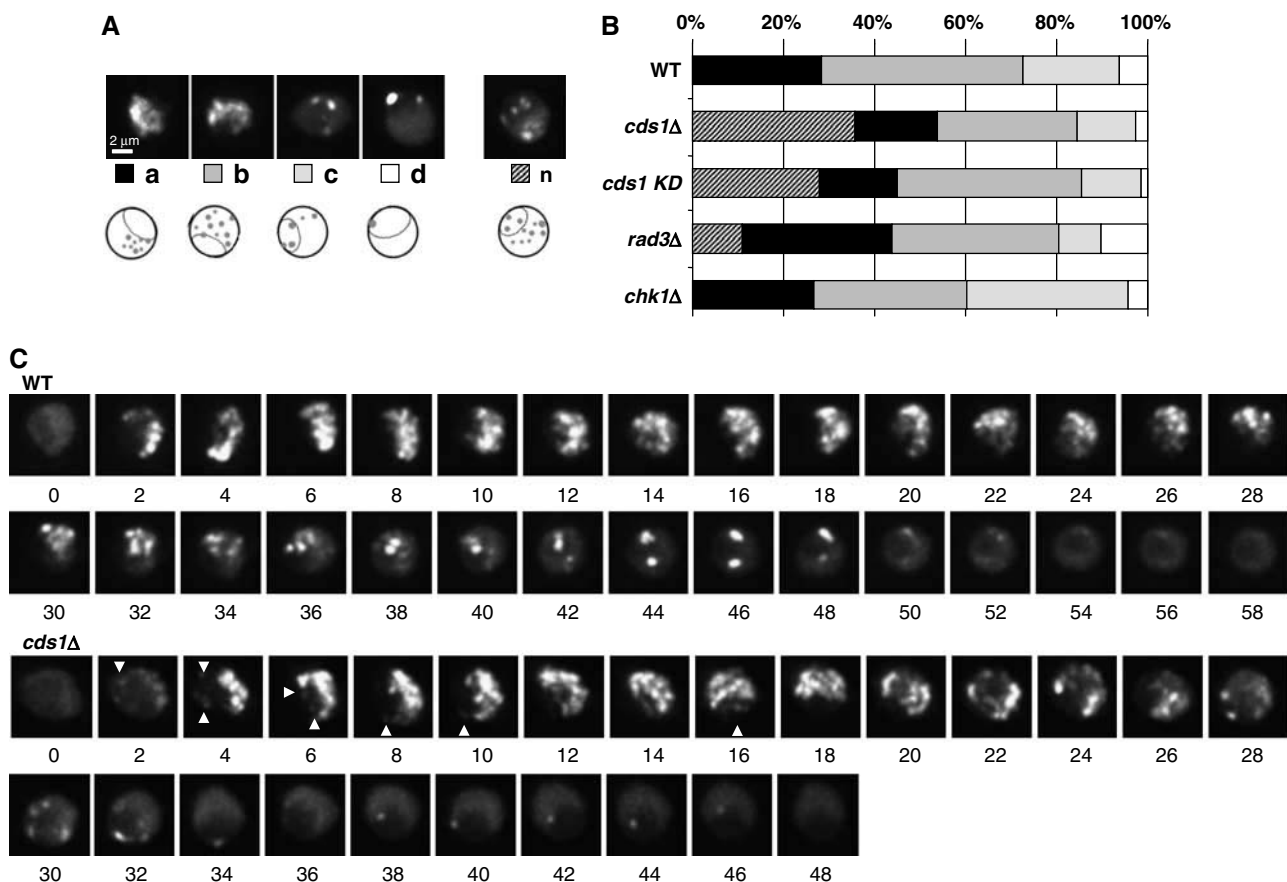 A
2 μm
a b c d n
B
0% 20% 40% 60% 80% 100%
WT
cds1Δ
cds1 KD
rad3Δ
chk1Δ
C
WT
0 2 4 6 8 10 12 14 16 18 20 22 24 26 28
30 32 34 36 38 40 42 44 46 48 50 52 54 56 58
cds1Δ
0 2 4 6 8 10 12 14 16 18 20 22 24 26 28
30 32 34 36 38 40 42 44 46 48